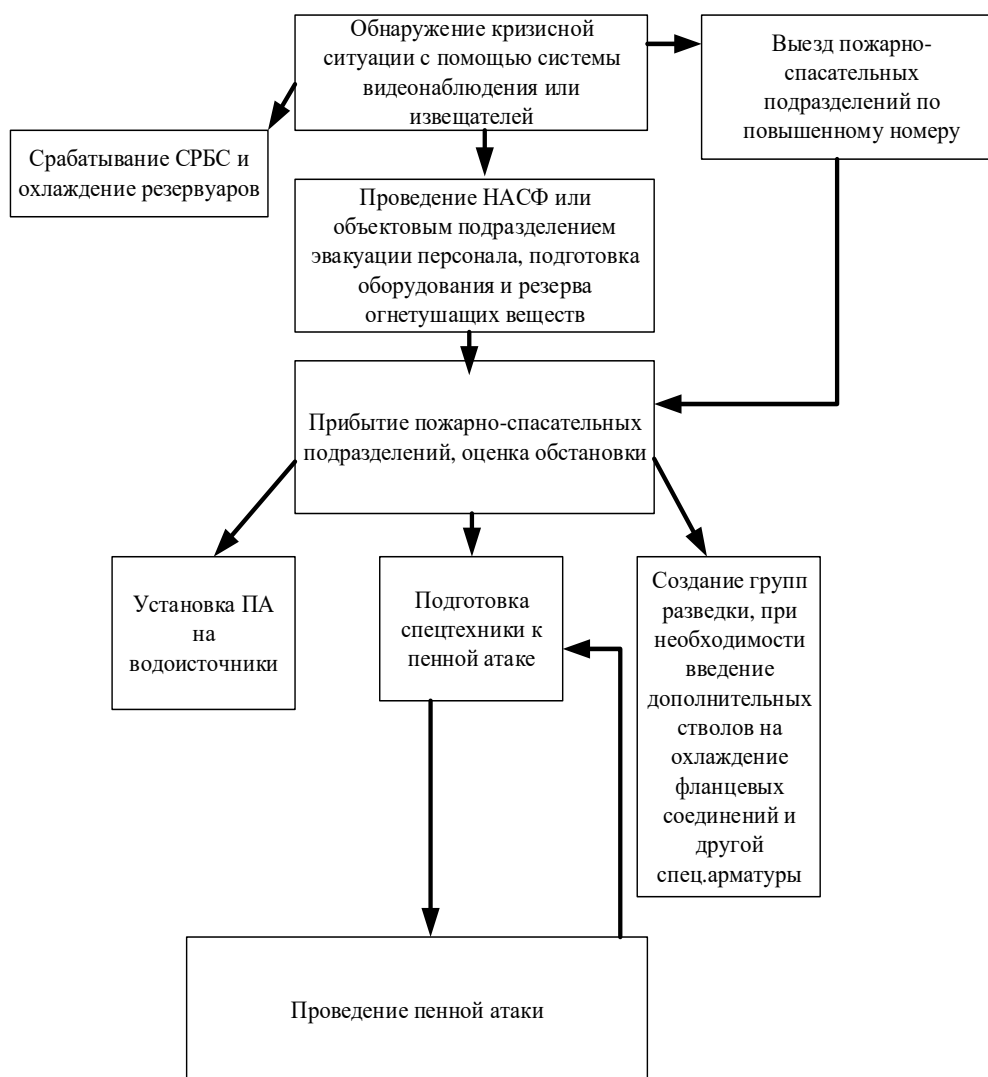 Обнаружение кризисной
ситуации с помощью системы
видеонаблюдения или
извещателей
Выезд пожарно-
спасательных
подразделений по
повышенному номеру
Срабатывание СРБС и
охлаждение резервуаров
Проведение НАСФ или
объектовым подразделением
эвакуации персонала, подготовка
оборудования и резерва
огнетушащих веществ
Прибытие пожарно-спасательных
подразделений, оценка обстановки
Установка ПА
на
водоисточники
Подготовка
спецтехники к
пенной атаке
Создание групп
разведки, при
необходимости
введение
дополнительных
стволов на
охлаждение
фланцевых
соединений и
другой
спец.арматуры
Проведение пенной атаки